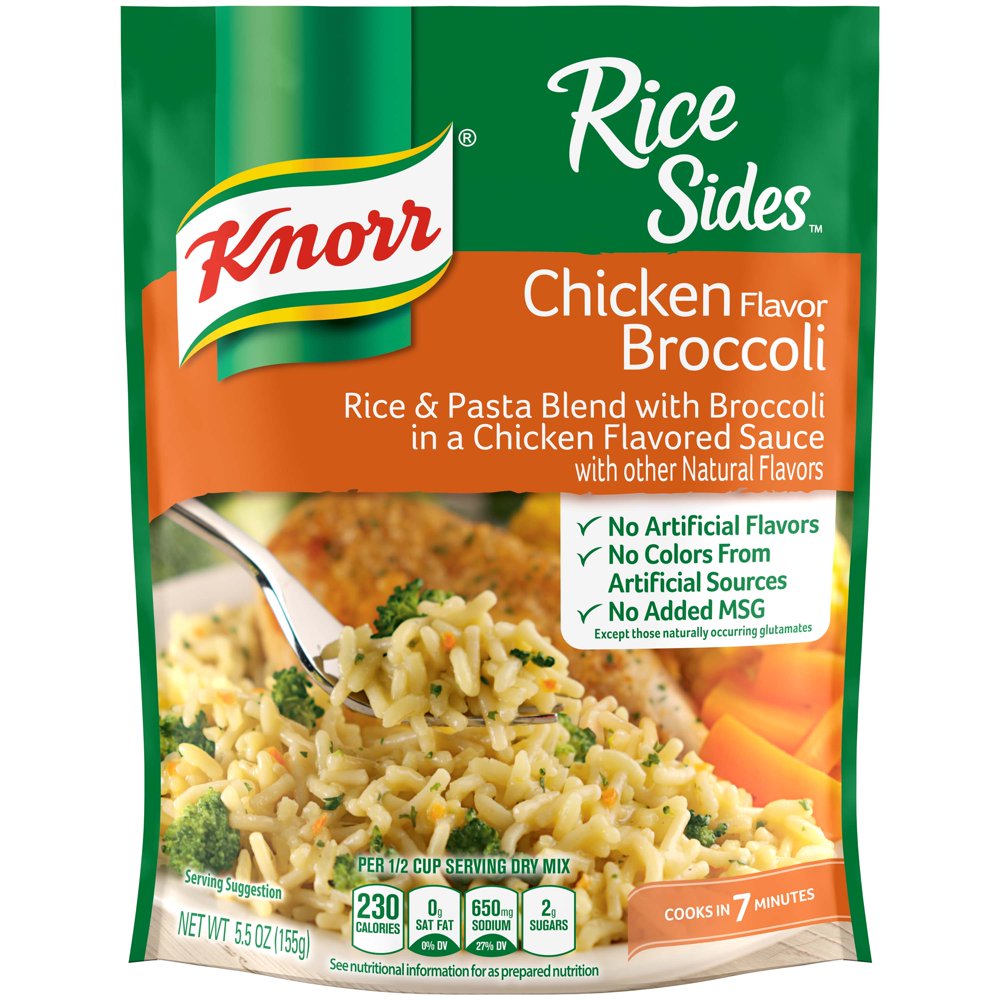 Rice
Sides™
Knorr®
Chicken Flavor
Broccoli
Rice & Pasta Blend with Broccoli
in a Chicken Flavored Sauce
with other Natural Flavors
✓ No Artificial Flavors
✓ No Colors From
Artificial Sources
✓ No Added MSG
Except those naturally occurring glutamates
PER 1/2 CUP SERVING DRY MIX
230
CALORIES
0g
SAT FAT
0% DV
650mg
SODIUM
27% DV
2g
SUGARS
See nutritional information for as prepared nutrition
Serving Suggestion
NET WT 5.5 OZ (155g)
COOKS IN 7 MINUTES